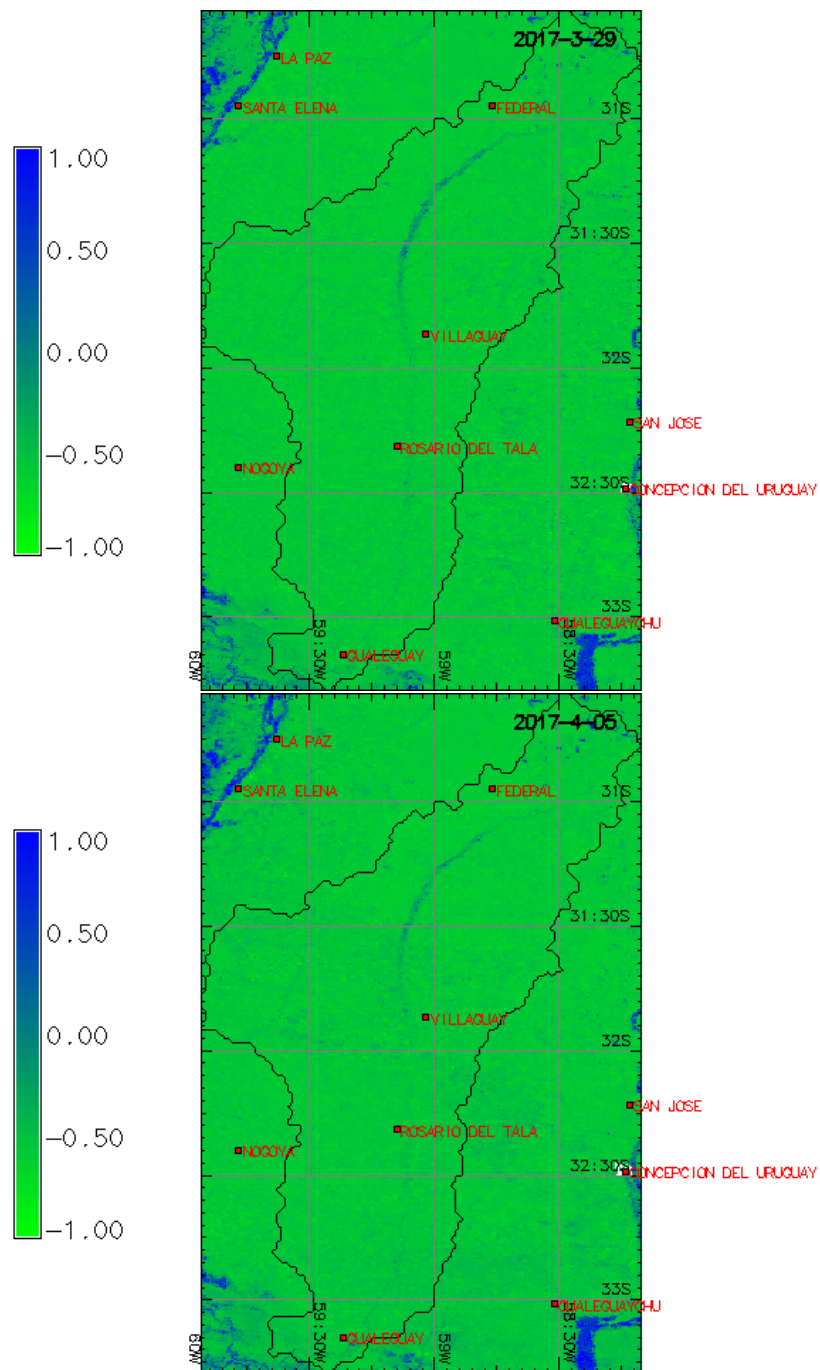 2017-3-29
LA PAZ
SANTA ELENA
FEDERAL
31S
1.00
0.50
0.00
-0.50
-1.00
31:30S
VILLAGUAY
32S
SAN JOSE
ROSARIO DEL TALA
NOGOYA
32:30S
CONCEPCION DEL URUGUAY
33S
GUALEGUAYCHU
GUALEGUAY
60W
59:30W
59W
58:30W
2017-4-05
LA PAZ
SANTA ELENA
FEDERAL
31S
1.00
0.50
0.00
-0.50
-1.00
31:30S
VILLAGUAY
32S
SAN JOSE
ROSARIO DEL TALA
NOGOYA
32:30S
CONCEPCION DEL URUGUAY
33S
GUALEGUAYCHU
GUALEGUAY
60W
59:30W
59W
58:30W